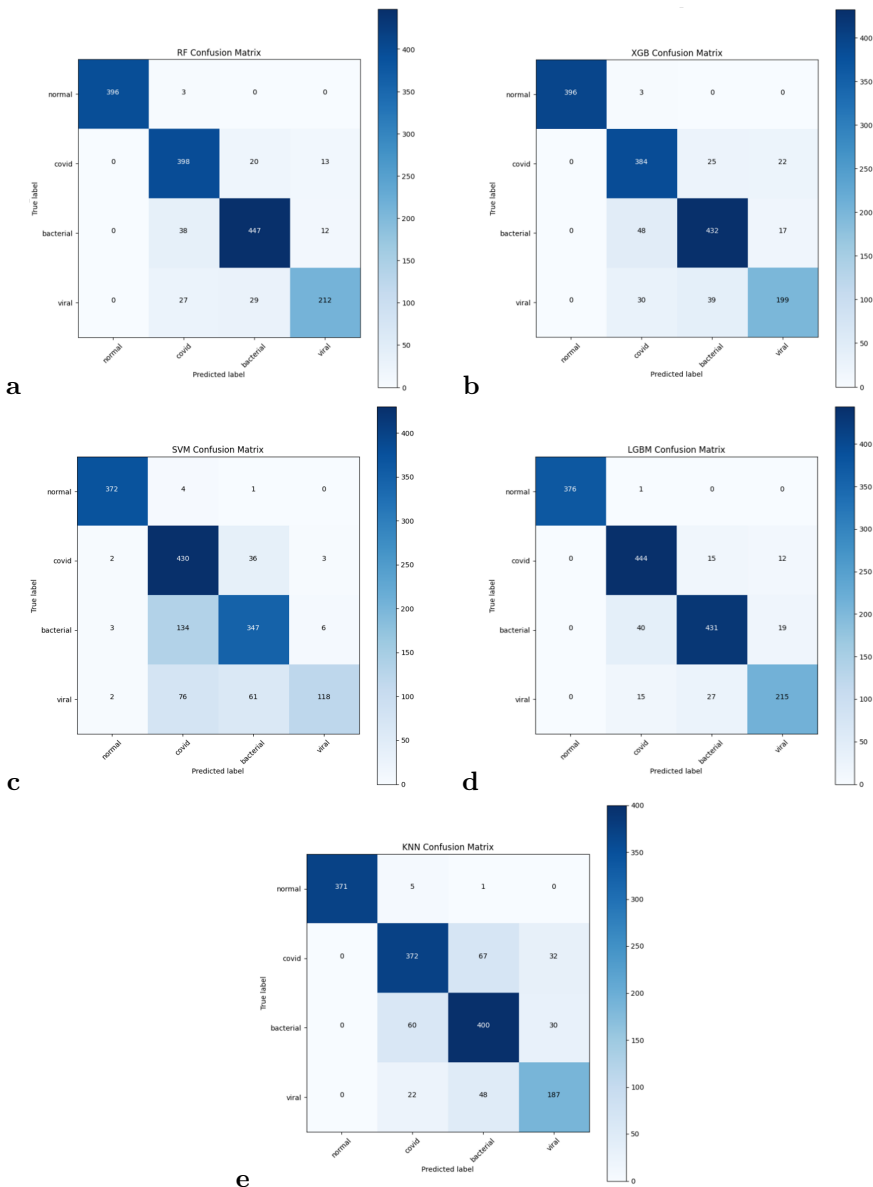 RF Confusion Matrix
normal 396 3 0 0
covid 0 398 20 13
bacterial 0 38 447 12
viral 0 27 29 212
True label
normal covid bacterial viral
Predicted label
400
350
300
250
200
150
100
50
0
a
XGB Confusion Matrix
normal 396 3 0 0
covid 0 384 25 22
bacterial 0 48 432 17
viral 0 30 39 199
True label
normal covid bacterial viral
Predicted label
400
350
300
250
200
150
100
50
0
b
SVM Confusion Matrix
normal 372 4 1 0
covid 2 430 36 3
bacterial 3 134 347 6
viral 2 76 61 118
True label
normal covid bacterial viral
Predicted label
400
350
300
250
200
150
100
50
0
c
LGBM Confusion Matrix
normal 376 1 0 0
covid 0 444 15 12
bacterial 0 40 431 19
viral 0 15 27 215
True label
normal covid bacterial viral
Predicted label
400
350
300
250
200
150
100
50
0
d
KNN Confusion Matrix
normal 371 5 1 0
covid 0 372 67 32
bacterial 0 60 400 30
viral 0 22 48 187
True label
normal covid bacterial viral
Predicted label
400
350
300
250
200
150
100
50
0
e